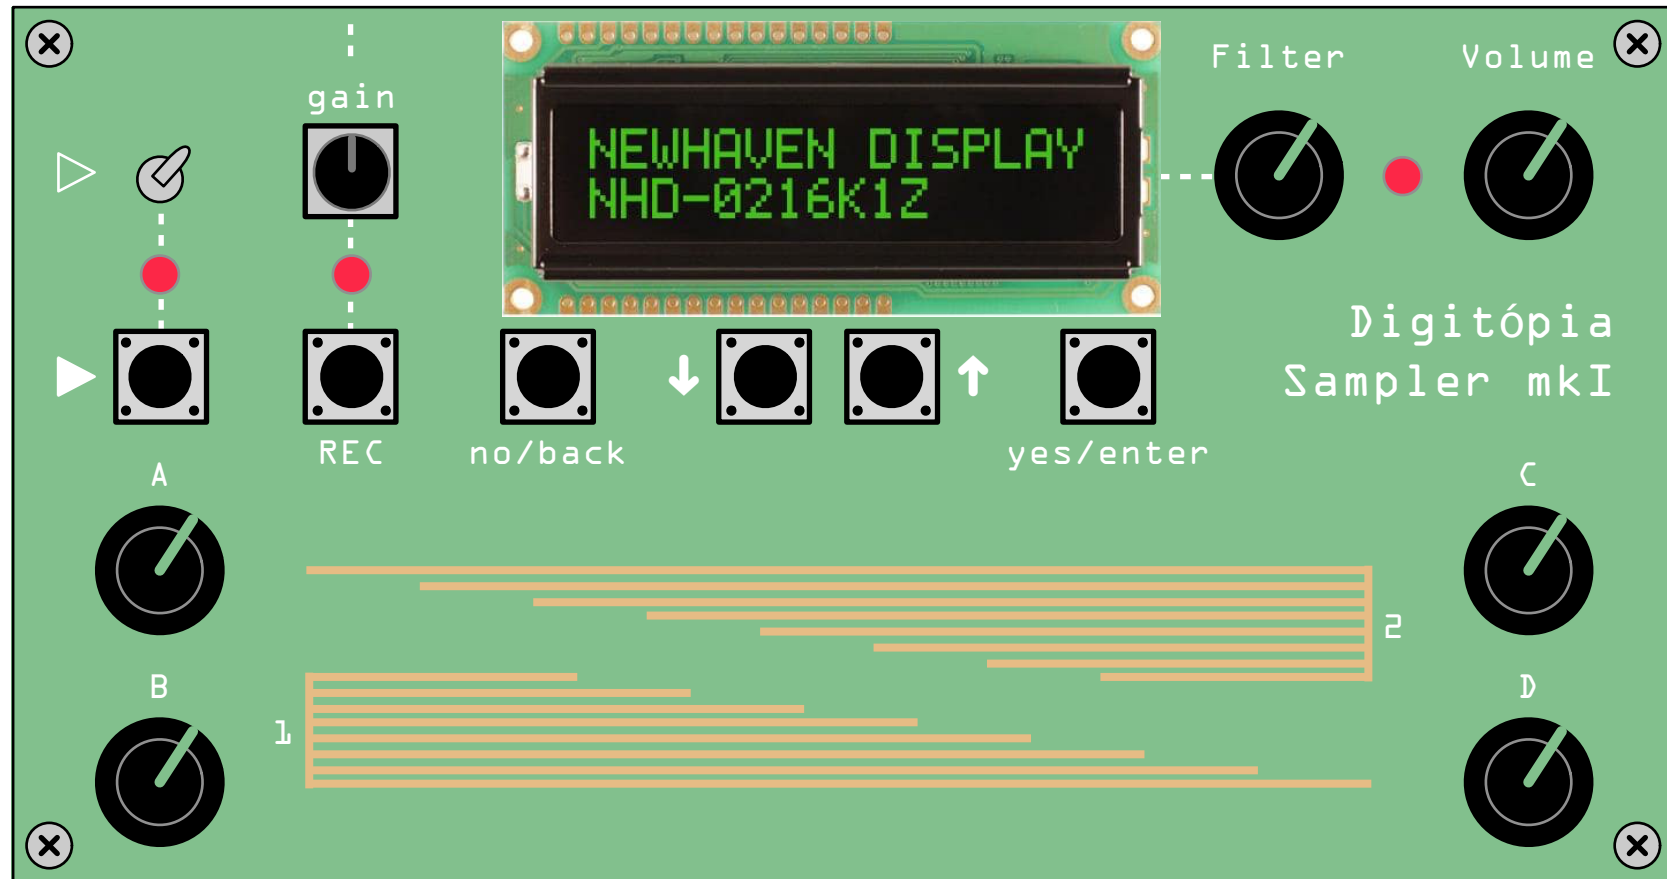 Filter
Volume
gain
NEWHAVEN DISPLAY
NHD-0216K1Z
Digitópia
Sampler mkI
REC
no/back
yes/enter
A
C
2
B
D
1